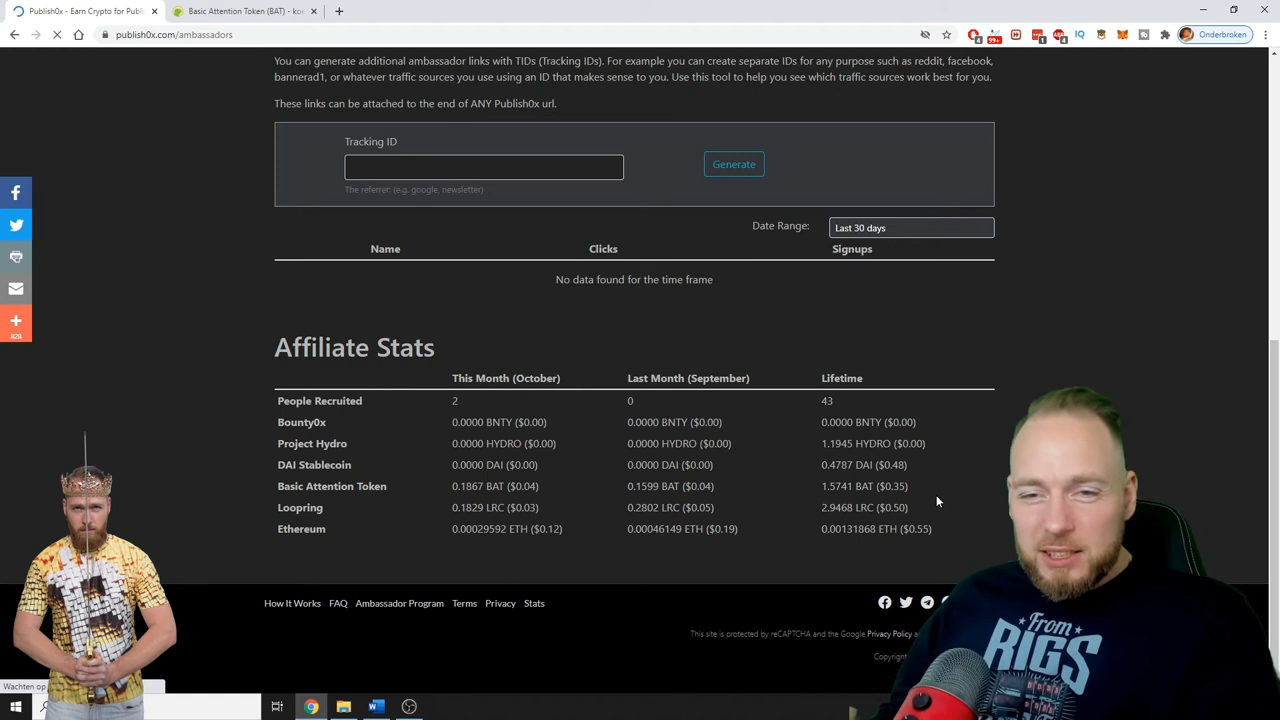 Publish0x - Earn Crypto for Publi
Basic Attention Token (BAT) - ko
publish0x.com/ambassadors
4
99+
1
4
IQ
Onderbroken
You can generate additional ambassador links with TIDs (Tracking IDs). For example you can create separate IDs for any purpose such as reddit, facebook,
bannerad1, or whatever traffic sources you use using an ID that makes sense to you. Use this tool to help you see which traffic sources work best for you.
These links can be attached to the end of ANY Publish0x url.
Tracking ID
Generate
The referrer: (e.g. google, newsletter)
Date Range: Last 30 days
Name Clicks Signups
No data found for the time frame
828
Affiliate Stats
This Month (October) Last Month (September) Lifetime
People Recruited 2 0 43
Bounty0x 0.0000 BNTY ($0.00) 0.0000 BNTY ($0.00) 0.0000 BNTY ($0.00)
Project Hydro 0.0000 HYDRO ($0.00) 0.0000 HYDRO ($0.00) 1.1945 HYDRO ($0.00)
DAI Stablecoin 0.0000 DAI ($0.00) 0.0000 DAI ($0.00) 0.4787 DAI ($0.48)
Basic Attention Token 0.1867 BAT ($0.04) 0.1599 BAT ($0.04) 1.5741 BAT ($0.35)
Loopring 0.1829 LRC ($0.03) 0.2802 LRC ($0.05) 2.9468 LRC ($0.50)
Ethereum 0.00029592 ETH ($0.12) 0.00046149 ETH ($0.19) 0.00131868 ETH ($0.55)
How It Works FAQ Ambassador Program Terms Privacy Stats
This site is protected by reCAPTCHA and the Google Privacy Policy
Copyright
Wachten op
From
RIGS